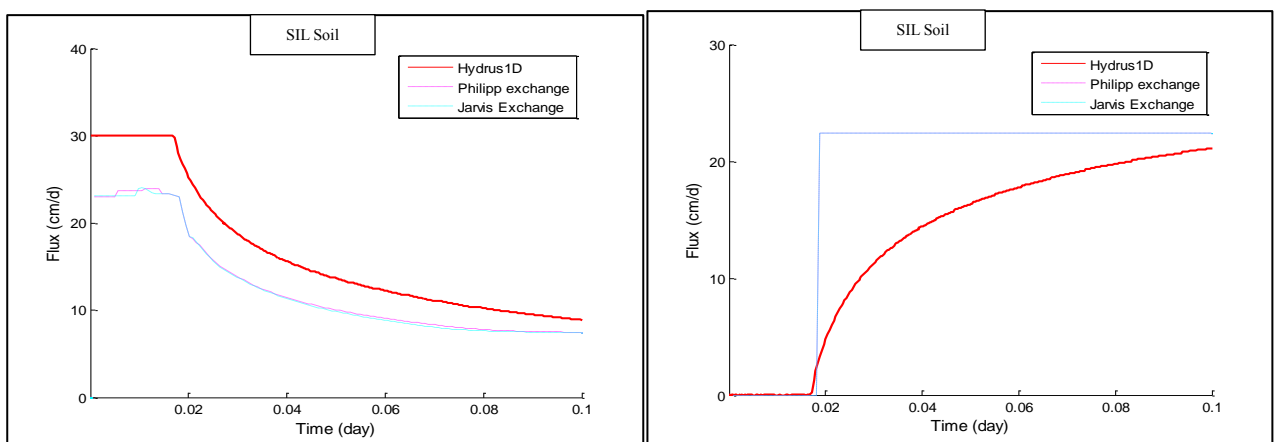 SIL Soil
40
30
20
10
0
Flux (cm/d)
0.02 0.04 0.06 0.08 0.1
Time (day)
Hydrus1D
Philipp exchange
Jarvis Exchange
SIL Soil
30
20
10
0
Flux (cm/d)
0.02 0.04 0.06 0.08 0.1
Time (day)
Hydrus1D
Philipp exchange
Jarvis Exchange